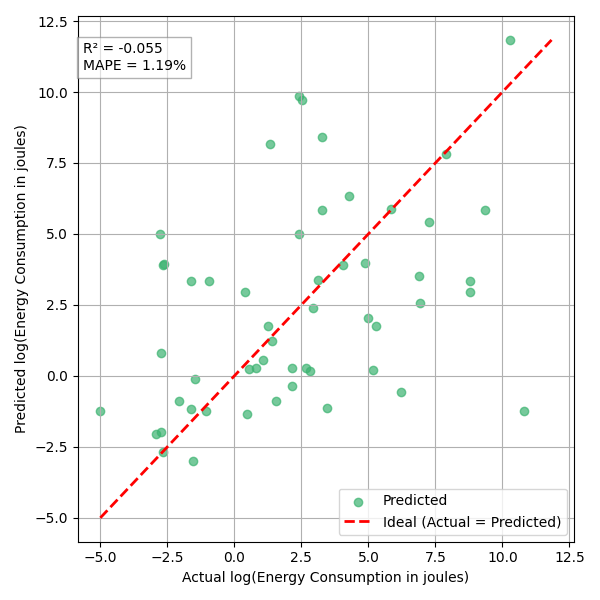 12.5
10.0
7.5
5.0
2.5
0.0
−2.5
−5.0
Predicted log(Energy Consumption in joules)
R² = -0.055
MAPE = 1.19%
Predicted
Ideal (Actual = Predicted)
−5.0 −2.5 0.0 2.5 5.0 7.5 10.0 12.5
Actual log(Energy Consumption in joules)